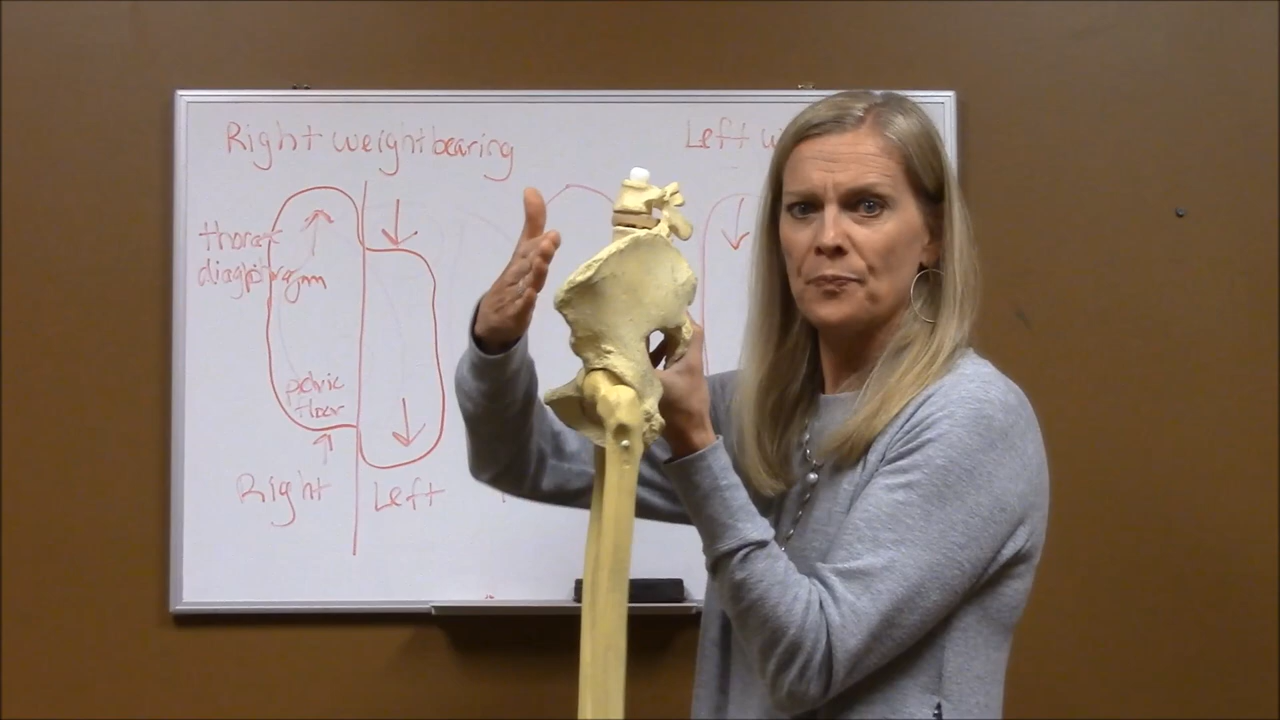 Right weightbearing
Left
thorax
diaphragm
pelvic
floor
Right
Left